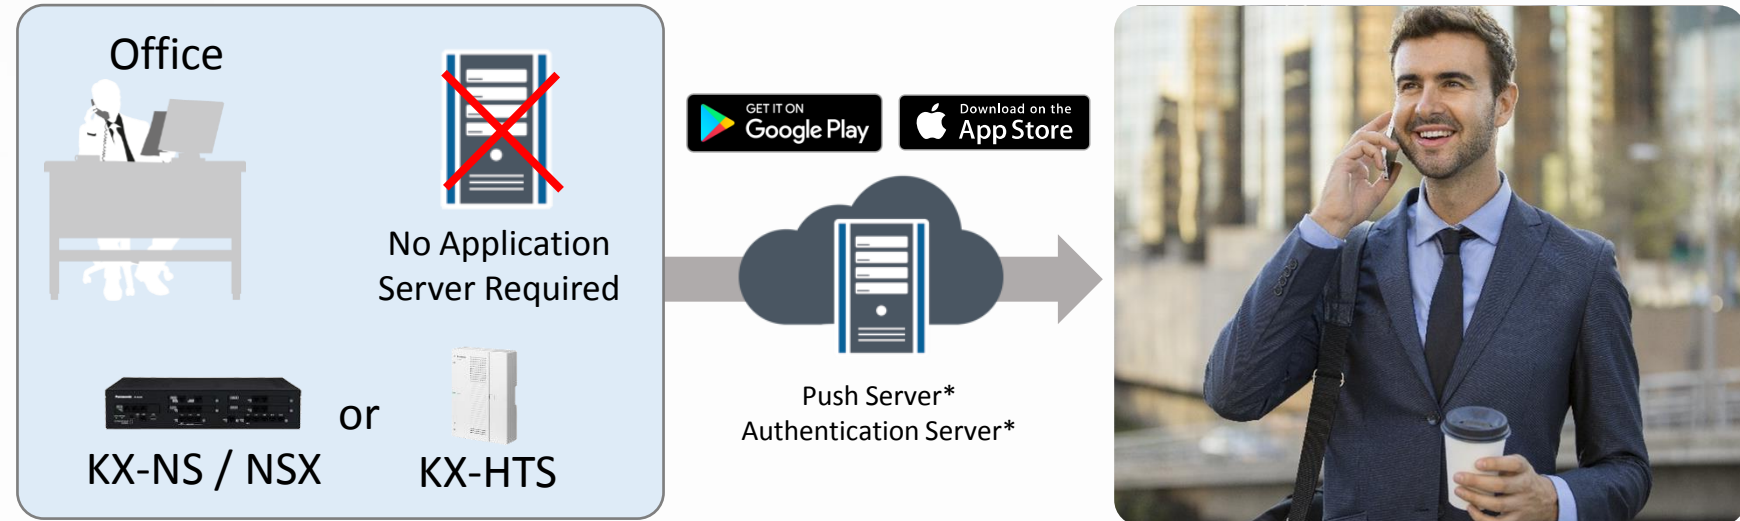 Office
No Application
Server Required
Panasonic
or
KX-NS / NSX
KX-HTS
GET IT ON
Google Play
Download on the
App Store
Push Server*
Authentication Server*